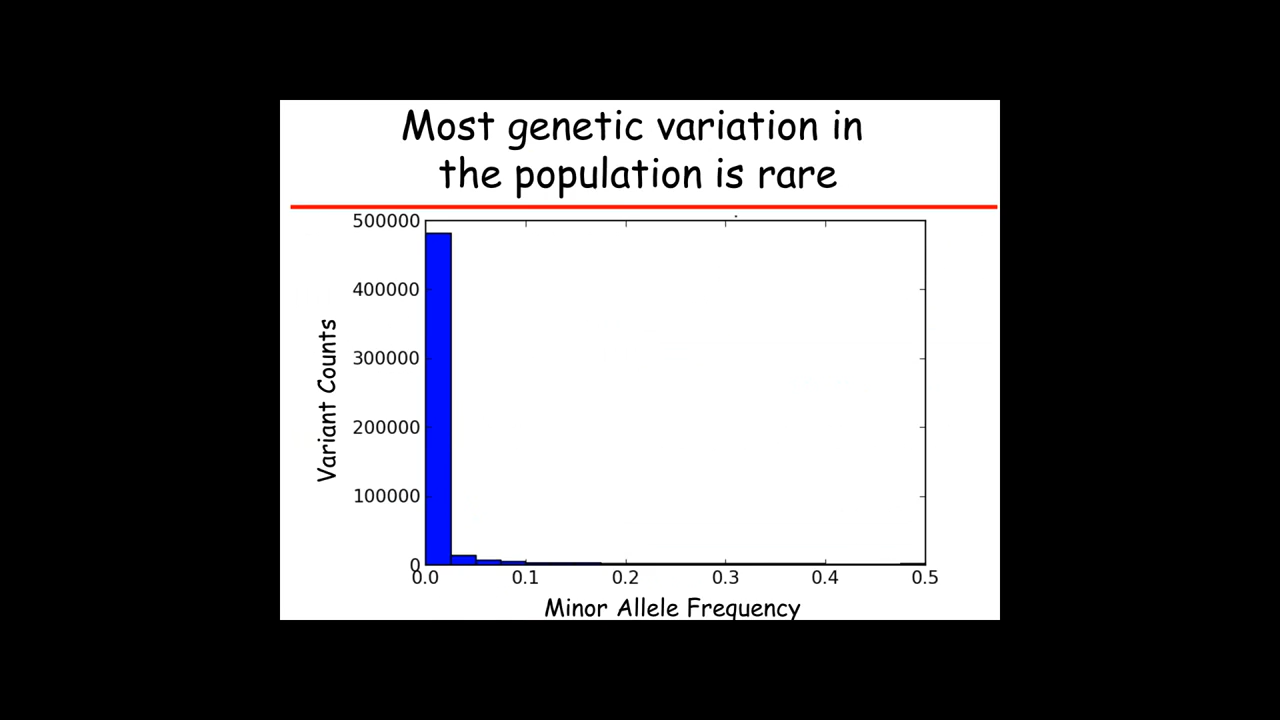 Most genetic variation in
the population is rare
500000
400000
300000
200000
100000
0
Variant Counts
0.0 0.1 0.2 0.3 0.4 0.5
Minor Allele Frequency